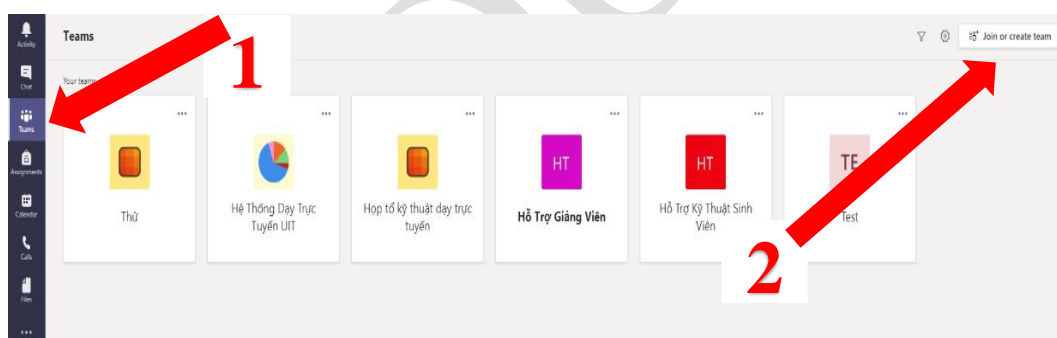 Activity
Teams
Join or create team
Chat
Your teams
1
Teams
Assignments
Calendar
Calls
Files
HT
HT
TE
Thử
Hệ Thống Dạy Trực
Tuyến UIT
Họp tổ kỹ thuật dạy trực
tuyến
Hỗ Trợ Giảng Viên
Hỗ Trợ Kỹ Thuật Sinh
Viên
Test
2